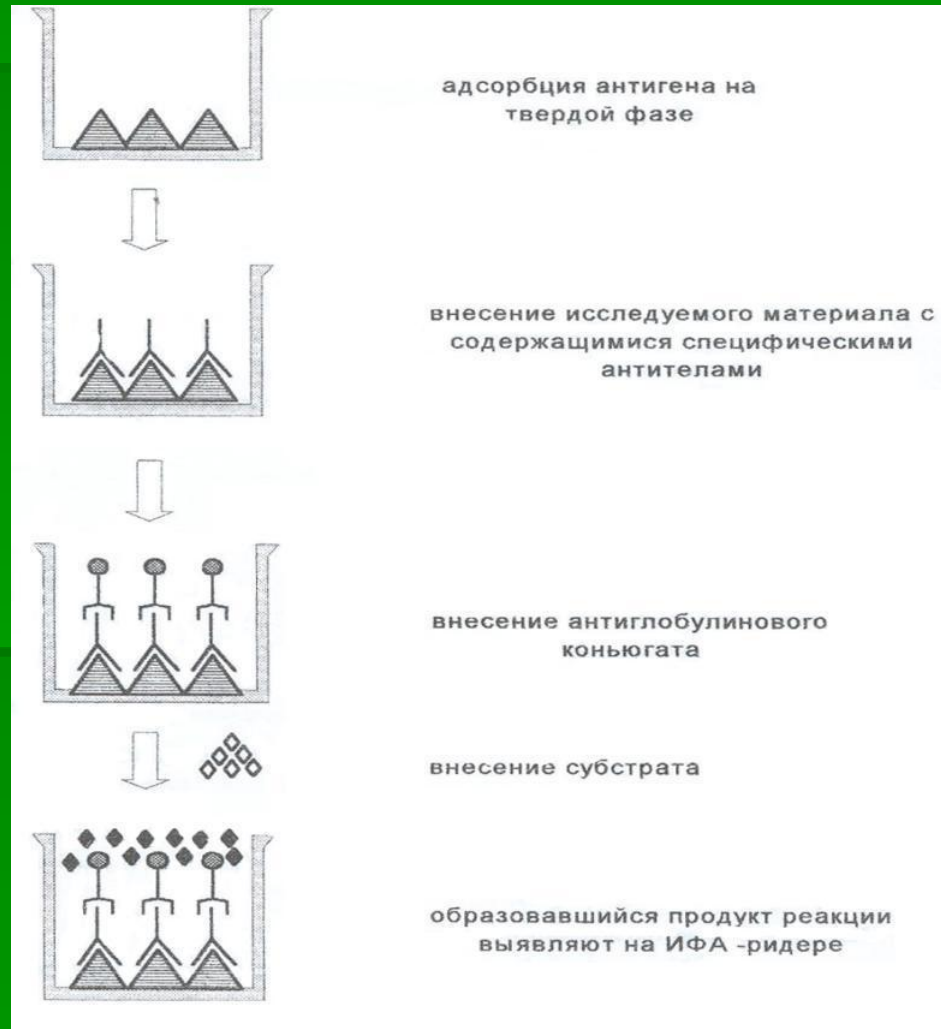 адсорбция антигена на
твердой фазе
внесение исследуемого материала с
содержащимися специфическими
антителами
внесение антиглобулинового
коньюгата
внесение субстрата
образовавшийся продукт реакции
выявляют на ИФА -ридере